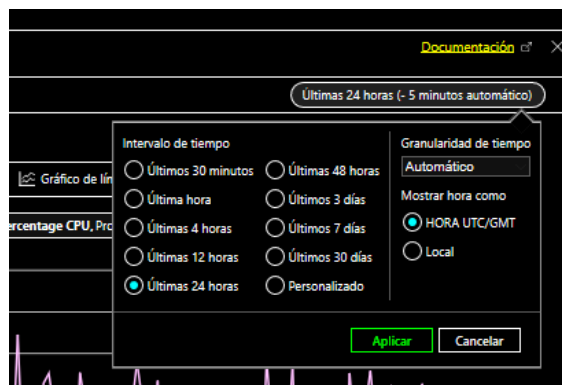 Documentación
Últimas 24 horas (- 5 minutos automático)
Intervalo de tiempo
Últimos 30 minutos
Últimas 48 horas
Última hora
Últimos 3 días
Últimas 4 horas
Últimos 7 días
Últimas 12 horas
Últimos 30 días
Últimas 24 horas
Personalizado
Granularidad de tiempo
Automático
Mostrar hora como
HORA UTC/GMT
Local
Aplicar
Cancelar
Gráfico de lín
ercentage CPU, Pro